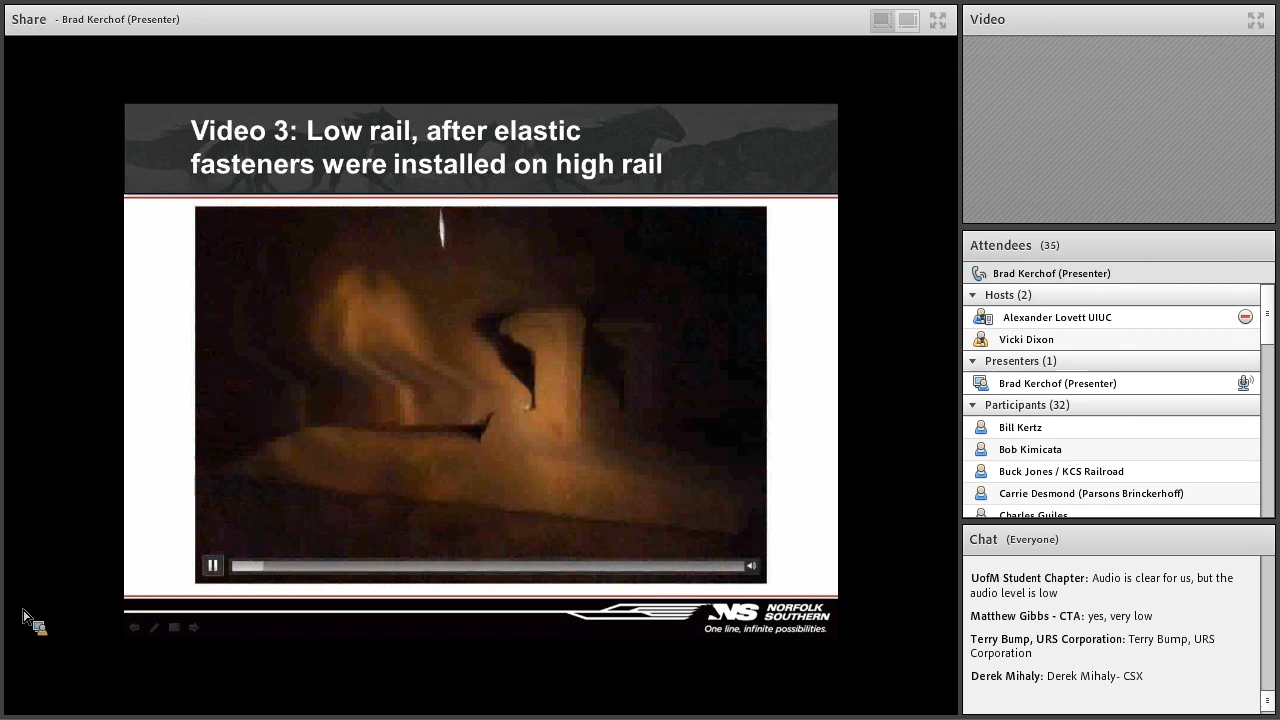 Share - Brad Kerchof (Presenter)
Video 3: Low rail, after elastic
fasteners were installed on high rail
NS NORFOLK
SOUTHERN
One line, infinite possibilities.
Video
Attendees (35)
Brad Kerchof (Presenter)
Hosts (2)
Alexander Lovett UIUC
Vicki Dixon
Presenters (1)
Brad Kerchof (Presenter)
Participants (32)
Bill Kertz
Bob Kimicata
Buck Jones / KCS Railroad
Carrie Desmond (Parsons Brinckerhoff)
Charles Guiles
Chat (Everyone)
UofM Student Chapter: Audio is clear for us, but the
audio level is low
Matthew Gibbs - CTA: yes, very low
Terry Bump, URS Corporation: Terry Bump, URS
Corporation
Derek Mihaly: Derek Mihaly- CSX